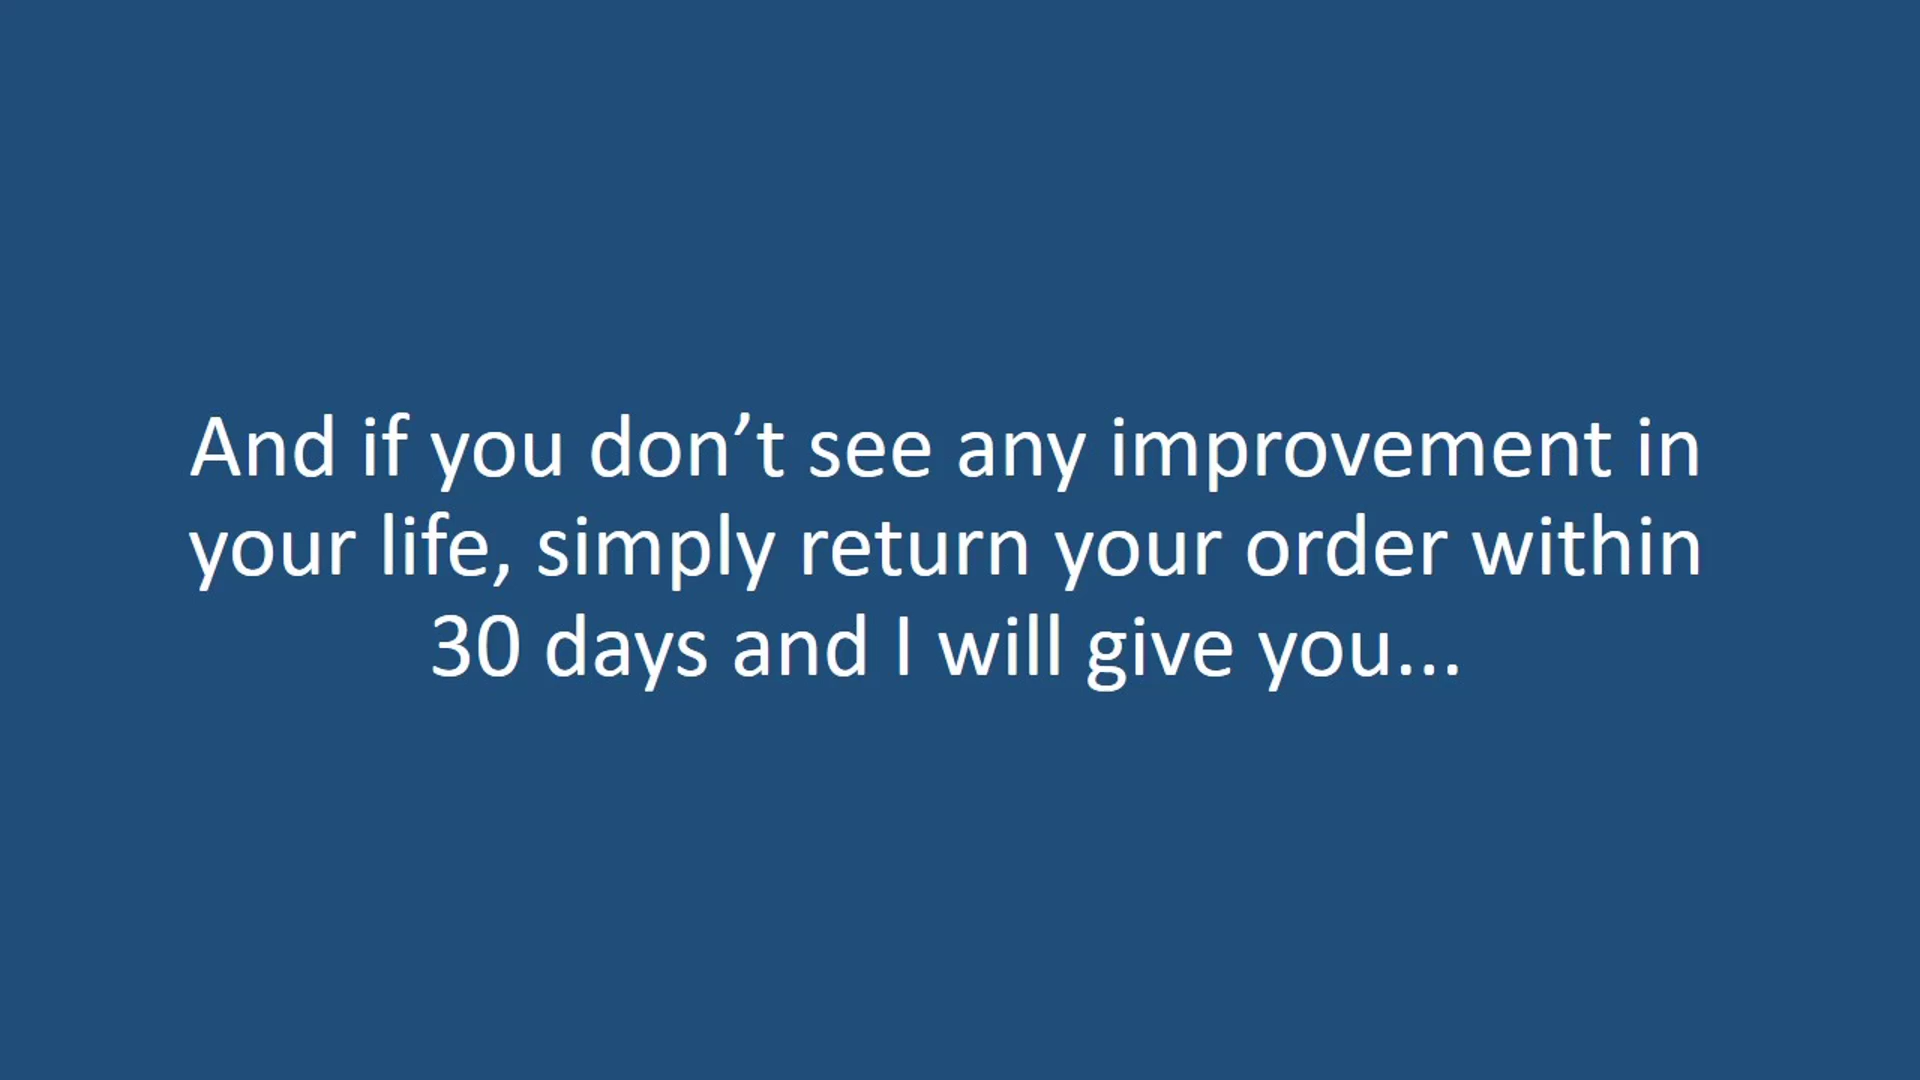 And if you don’t see any improvement in
your life, simply return your order within
30 days and I will give you...